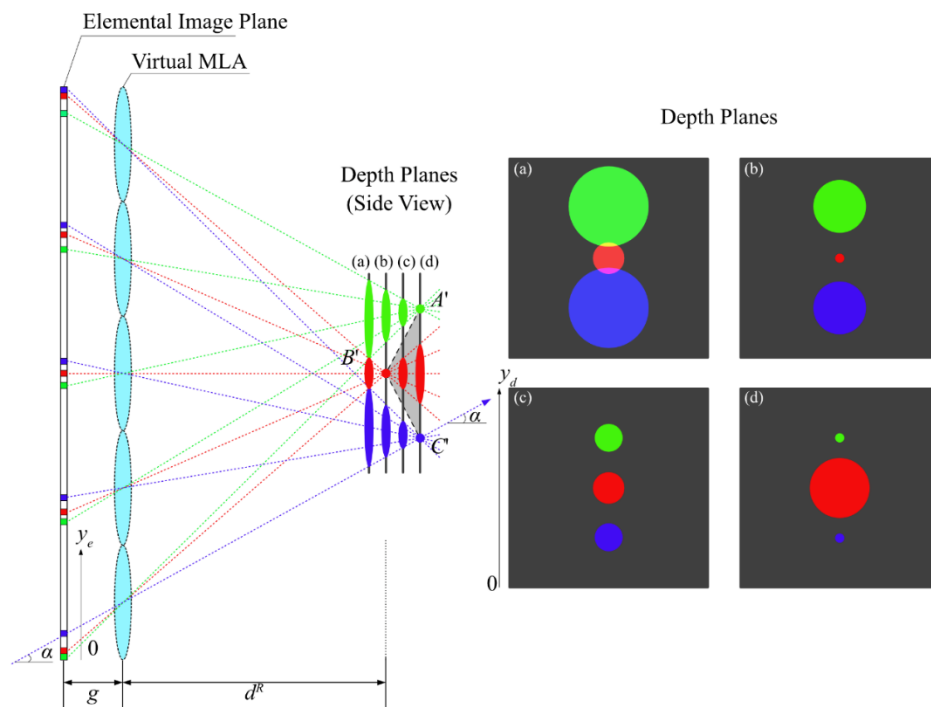 Elemental Image Plane
Virtual MLA
Depth Planes
(Side View)
(a) (b) (c) (d)
A'
B'
C'
α
y_e
0
α
g
d^R
Depth Planes
(a)
(b)
y_d
(c)
(d)
0